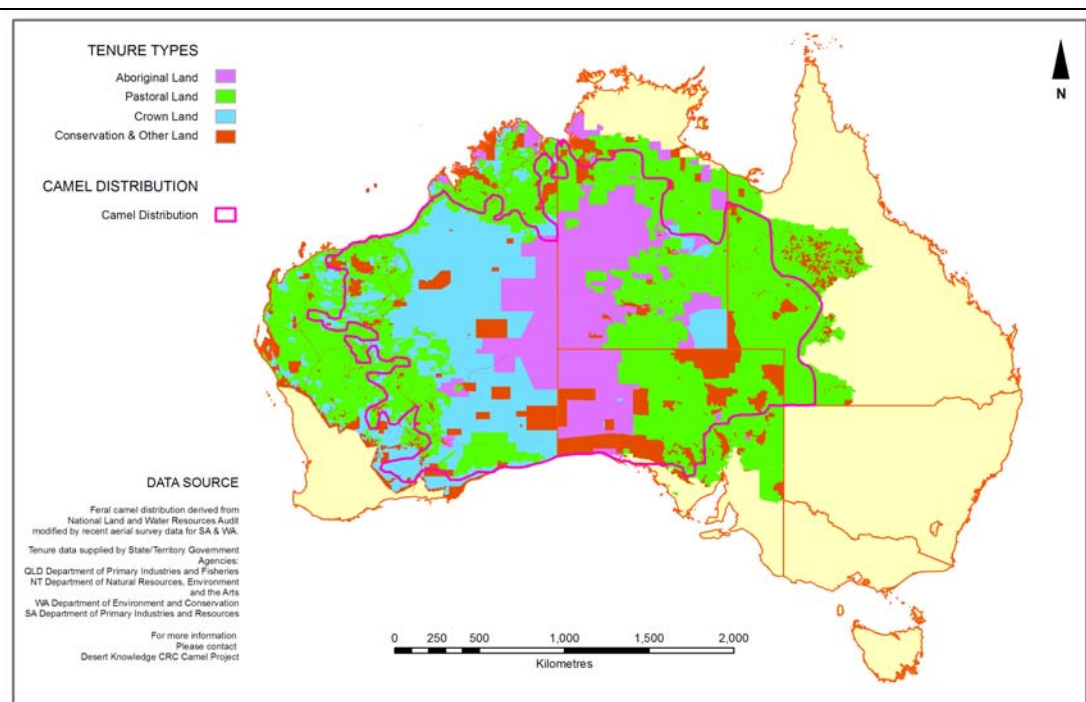 TENURE TYPES
Aboriginal Land
Pastoral Land
Crown Land
Conservation & Other Land
CAMEL DISTRIBUTION
Camel Distribution
N
DATA SOURCE
Feral camel distribution derived from
National Land and Water Resources Audit
modified by recent aerial survey data for SA & WA.
Tenure data supplied by State/Territory Government
Agencies:
QLD Department of Primary Industries and Fisheries
NT Department of Natural Resources, Environment
and the Arts
WA Department of Environment and Conservation
SA Department of Primary Industries and Resources
For more information
Please contact
Desert Knowledge CRC Camel Project
0 250 500 1,000 1,500 2,000
Kilometres